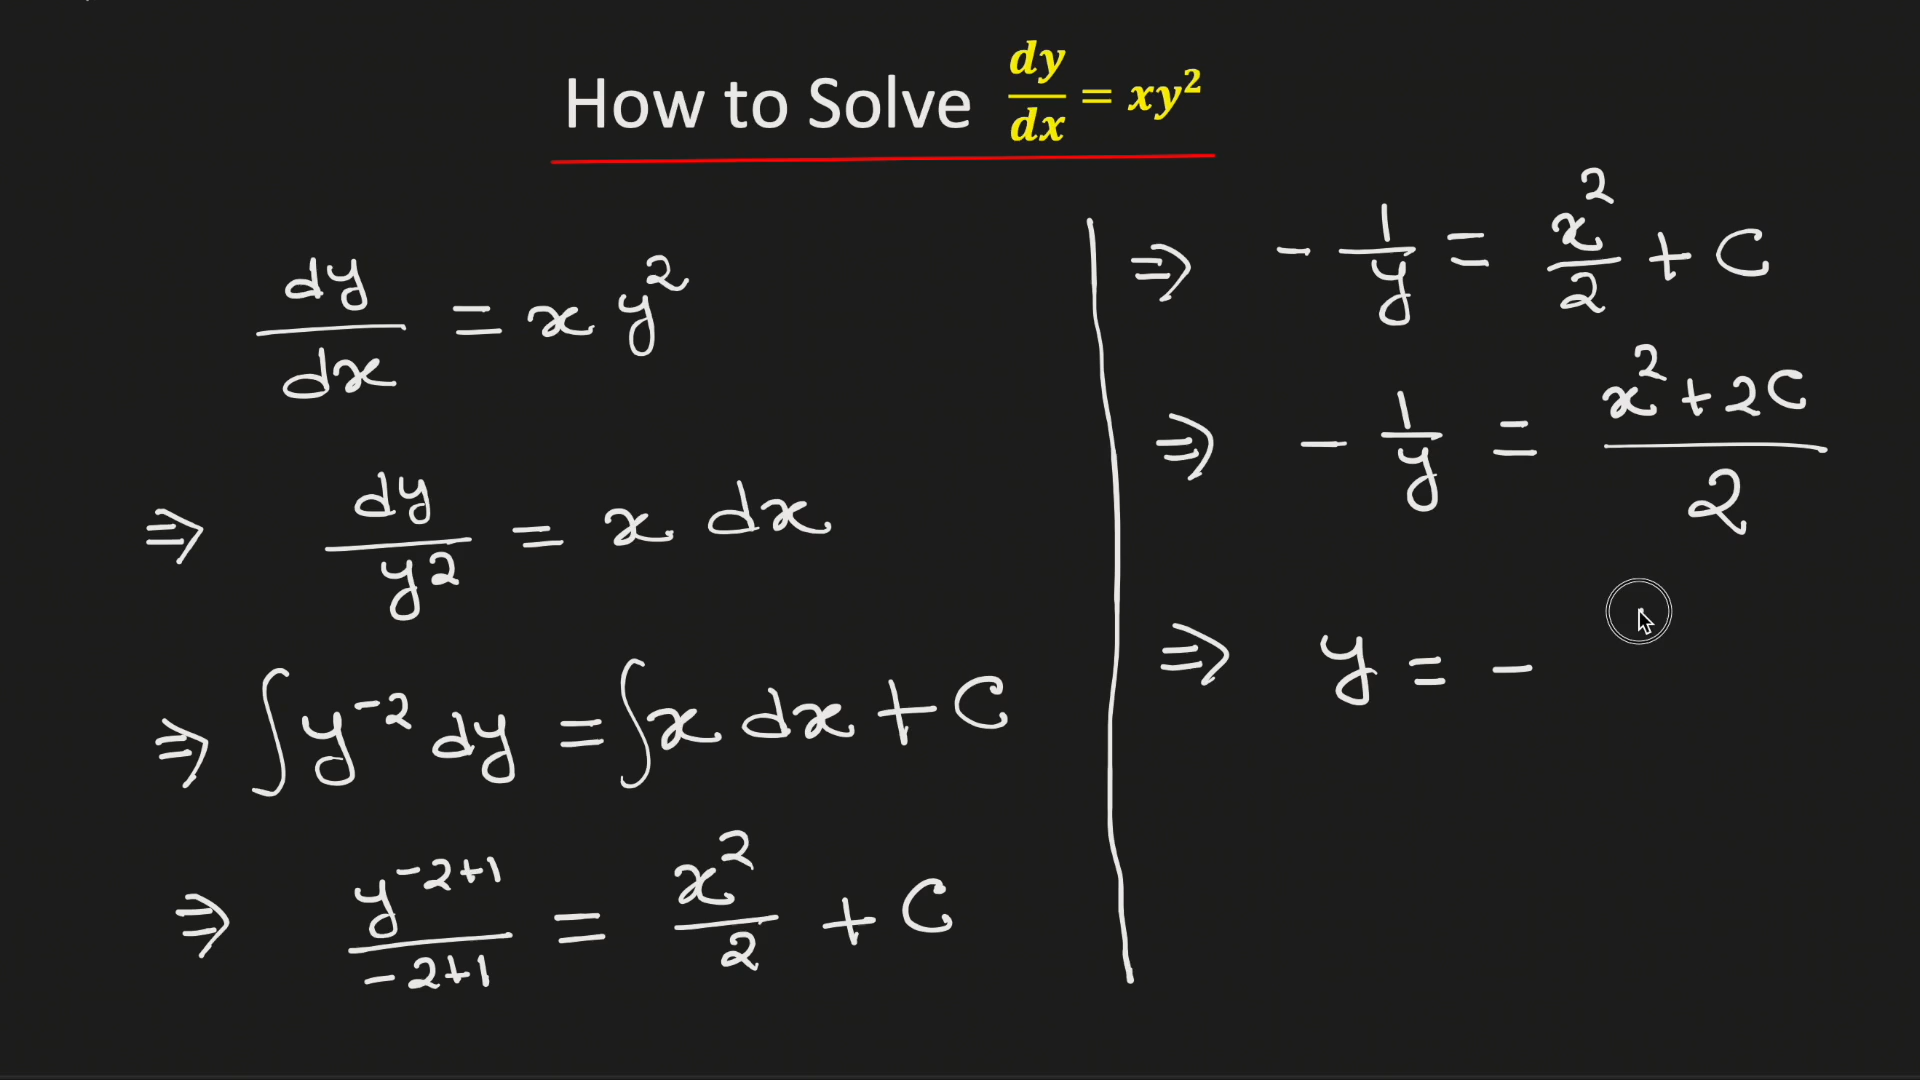 How to Solve dy/dx = xy²
dy/dx = x y²
⇒ dy/y² = x dx
⇒ ∫ y⁻² dy = ∫ x dx + C
⇒ y⁻²⁺¹/-2+1 = x²/2 + C
⇒ - 1/y = x²/2 + C
⇒ - 1/y = x²+2C/2
⇒ y = -